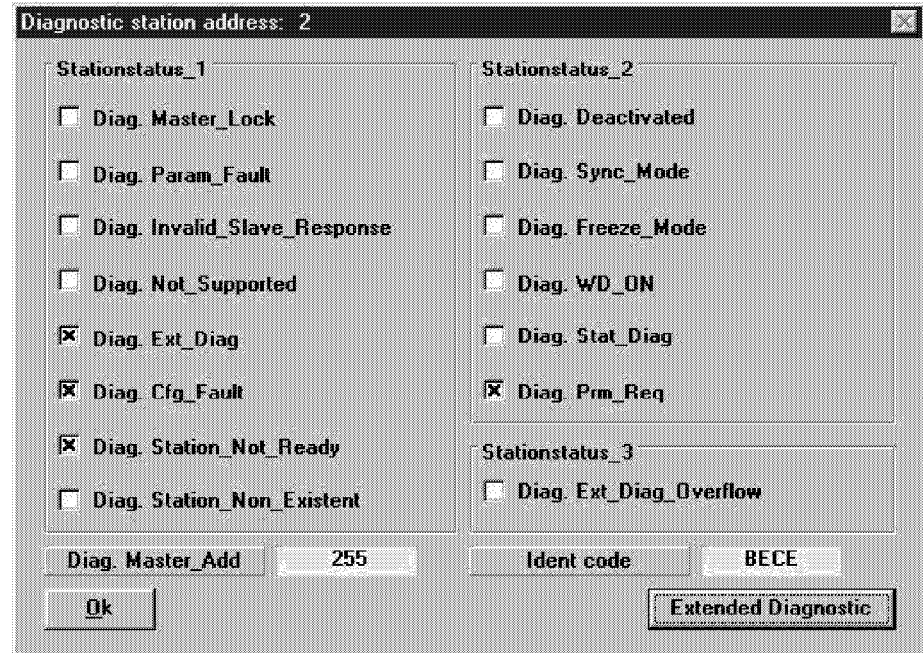 Diagnostic station address: 2
Stationstatus_1
Diag. Master_Lock
Diag. Param_Fault
Diag. Invalid_Slave_Response
Diag. Not_Supported
Diag. Ext_Diag
Diag. Cfg_Fault
Diag. Station_Not_Ready
Diag. Station_Non_Existent
Stationstatus_2
Diag. Deactivated
Diag. Sync_Mode
Diag. Freeze_Mode
Diag. WD_ON
Diag. Stat_Diag
Diag. Prm_Req
Stationstatus_3
Diag. Ext_Diag_Overflow
Diag. Master_Add 255
Ident code BECE
Ok
Extended Diagnostic